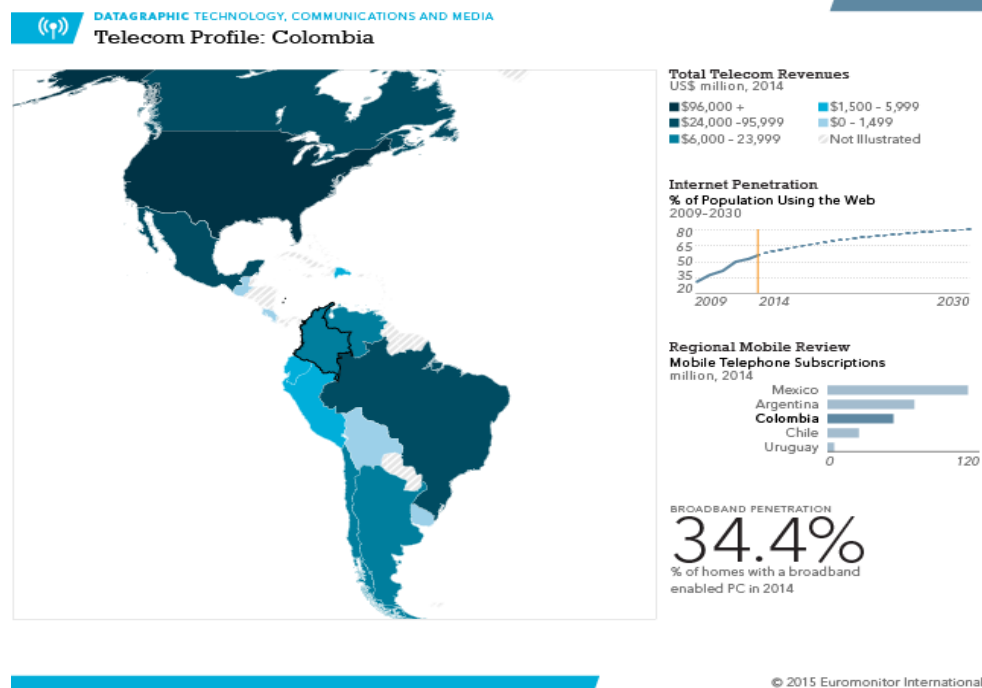 DATAGRAPHIC TECHNOLOGY, COMMUNICATIONS AND MEDIA
Telecom Profile: Colombia
Total Telecom Revenues
US$ million, 2014
$96,000 +
$24,000 -95,999
$6,000 - 23,999
$1,500 - 5,999
$0 - 1,499
Not Illustrated
Internet Penetration
% of Population Using the Web
2009-2030
80
65
50
35
20
2009 2014 2030
Regional Mobile Review
Mobile Telephone Subscriptions
million, 2014
Mexico
Argentina
Colombia
Chile
Uruguay
0 120
BROADBAND PENETRATION
34.4%
% of homes with a broadband
enabled PC in 2014
© 2015 Euromonitor International